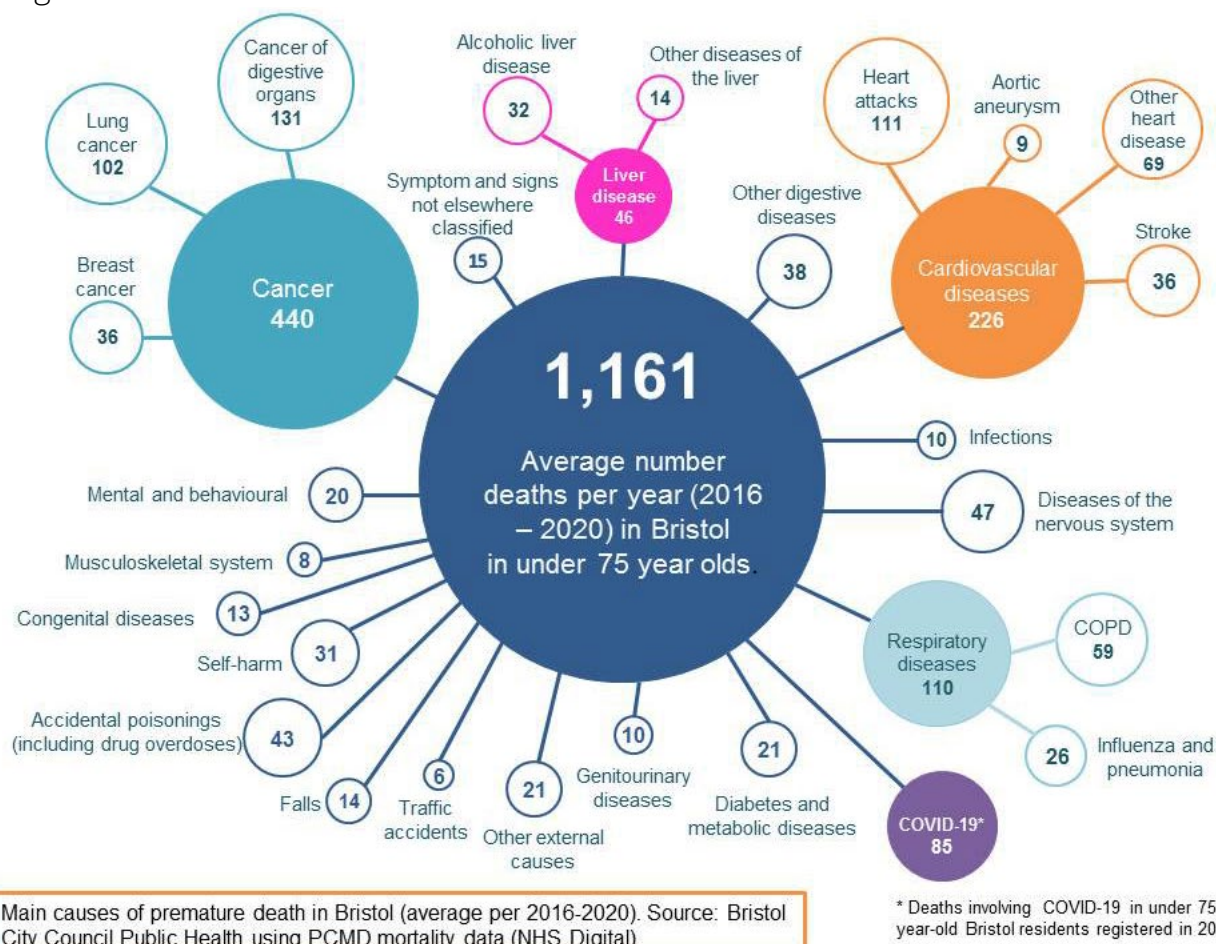 Cancer of
digestive
organs
131
Lung
cancer
102
Breast
cancer
36
Cancer
440
Alcoholic liver
disease
32
Other diseases of
the liver
14
Liver
disease
46
Symptom and signs
not elsewhere
classified
15
Other digestive
diseases
38
Heart
attacks
111
Aortic
aneurysm
9
Other
heart
disease
69
Stroke
36
Cardiovascular
diseases
226
1,161
Average number
deaths per year (2016
– 2020) in Bristol
in under 75 year olds.
10 Infections
47
Diseases of the
nervous system
Respiratory
diseases
110
COPD
59
26
Influenza and
pneumonia
COVID-19*
85
Mental and behavioural 20
Musculoskeletal system 8
Congenital diseases 13
Self-harm 31
Accidental poisonings
(including drug overdoses)
43
Falls 14
6
Traffic
accidents
21
Other external
causes
10
Genitourinary
diseases
21
Diabetes and
metabolic diseases
Main causes of premature death in Bristol (average per 2016-2020). Source: Bristol
City Council Public Health using PCMD mortality data (NHS Digital)
* Deaths involving COVID-19 in under 75
year-old Bristol residents registered in 20